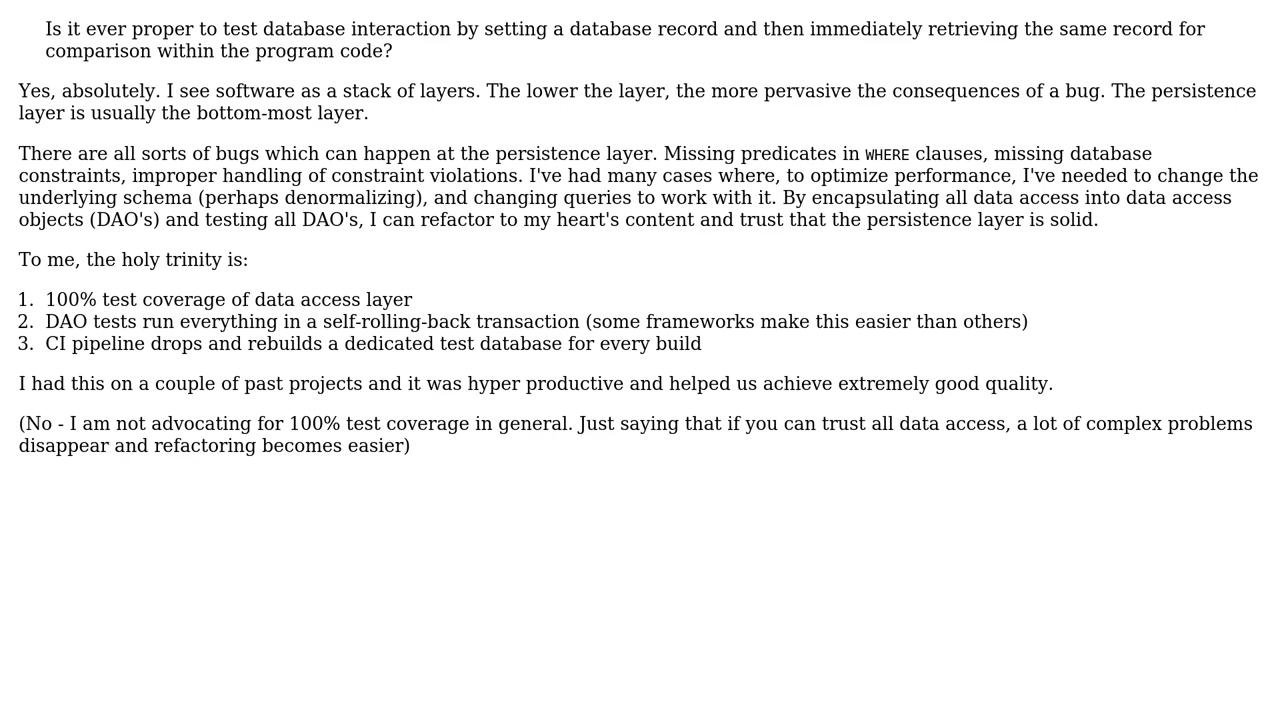 Is it ever proper to test database interaction by setting a database record and then immediately retrieving the same record for
comparison within the program code?
Yes, absolutely. I see software as a stack of layers. The lower the layer, the more pervasive the consequences of a bug. The persistence
layer is usually the bottom-most layer.
There are all sorts of bugs which can happen at the persistence layer. Missing predicates in WHERE clauses, missing database
constraints, improper handling of constraint violations. I've had many cases where, to optimize performance, I've needed to change the
underlying schema (perhaps denormalizing), and changing queries to work with it. By encapsulating all data access into data access
objects (DAO's) and testing all DAO's, I can refactor to my heart's content and trust that the persistence layer is solid.
To me, the holy trinity is:
1. 100% test coverage of data access layer
2. DAO tests run everything in a self-rolling-back transaction (some frameworks make this easier than others)
3. CI pipeline drops and rebuilds a dedicated test database for every build
I had this on a couple of past projects and it was hyper productive and helped us achieve extremely good quality.
(No - I am not advocating for 100% test coverage in general. Just saying that if you can trust all data access, a lot of complex problems
disappear and refactoring becomes easier)